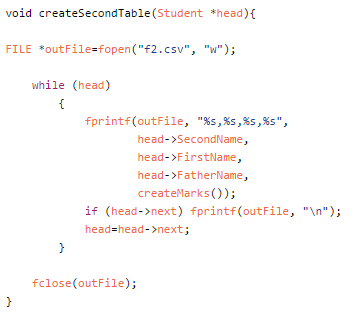 void createSecondTable(Student *head){
FILE *outFile=fopen("f2.csv", "w");
while (head)
{
fprintf(outFile, "%s,%s,%s,%s",
head->SecondName,
head->FirstName,
head->FatherName,
createMarks());
if (head->next) fprintf(outFile, "\n");
head=head->next;
}
fclose(outFile);
}